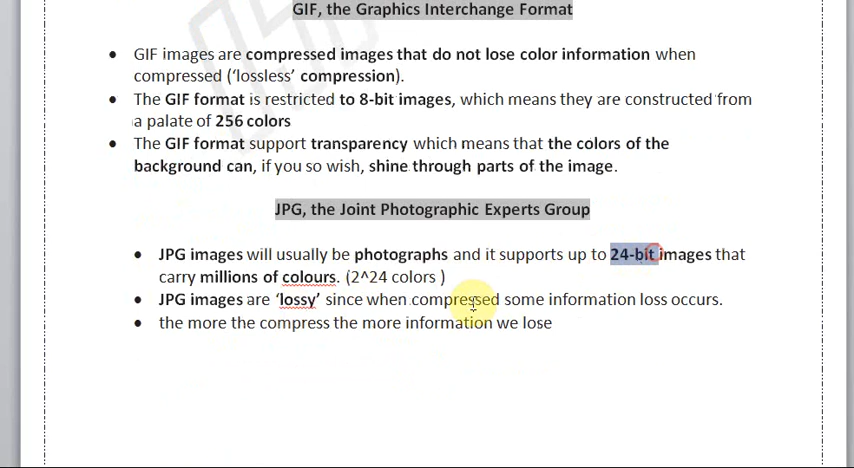 GIF, the Graphics Interchange Format
• GIF images are compressed images that do not lose color information when
compressed ('lossless' compression).
• The GIF format is restricted to 8-bit images, which means they are constructed from
a palate of 256 colors
• The GIF format support transparency which means that the colors of the
background can, if you so wish, shine through parts of the image.
JPG, the Joint Photographic Experts Group
• JPG images will usually be photographs and it supports up to 24-bit images that
carry millions of colours. (2^24 colors )
• JPG images are 'lossy' since when compressed some information loss occurs.
• the more the compress the more information we lose